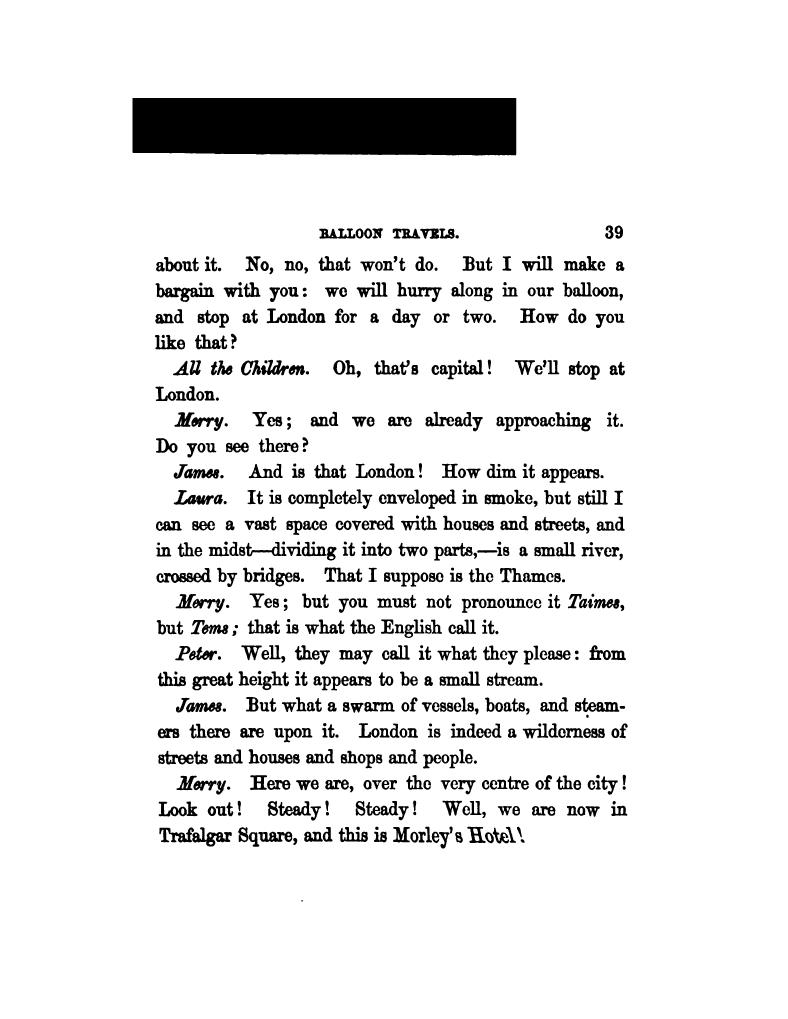 BALLOON TRAVELS. 39
about it. No, no, that won't do. But I will make a
bargain with you: we will hurry along in our balloon,
and stop at London for a day or two. How do you
like that?
All the Children. Oh, that's capital! We'll stop at
London.
Merry. Yes; and we are already approaching it.
Do you see there?
James. And is that London! How dim it appears.
Laura. It is completely enveloped in smoke, but still I
can see a vast space covered with houses and streets, and
in the midst—dividing it into two parts,—is a small river,
crossed by bridges. That I suppose is the Thames.
Merry. Yes; but you must not pronounce it Taimes,
but Tems; that is what the English call it.
Peter. Well, they may call it what they please: from
this great height it appears to be a small stream.
James. But what a swarm of vessels, boats, and steam-
ers there are upon it. London is indeed a wilderness of
streets and houses and shops and people.
Merry. Here we are, over the very centre of the city!
Look out! Steady! Steady! Well, we are now in
Trafalgar Square, and this is Morley's Hotel!